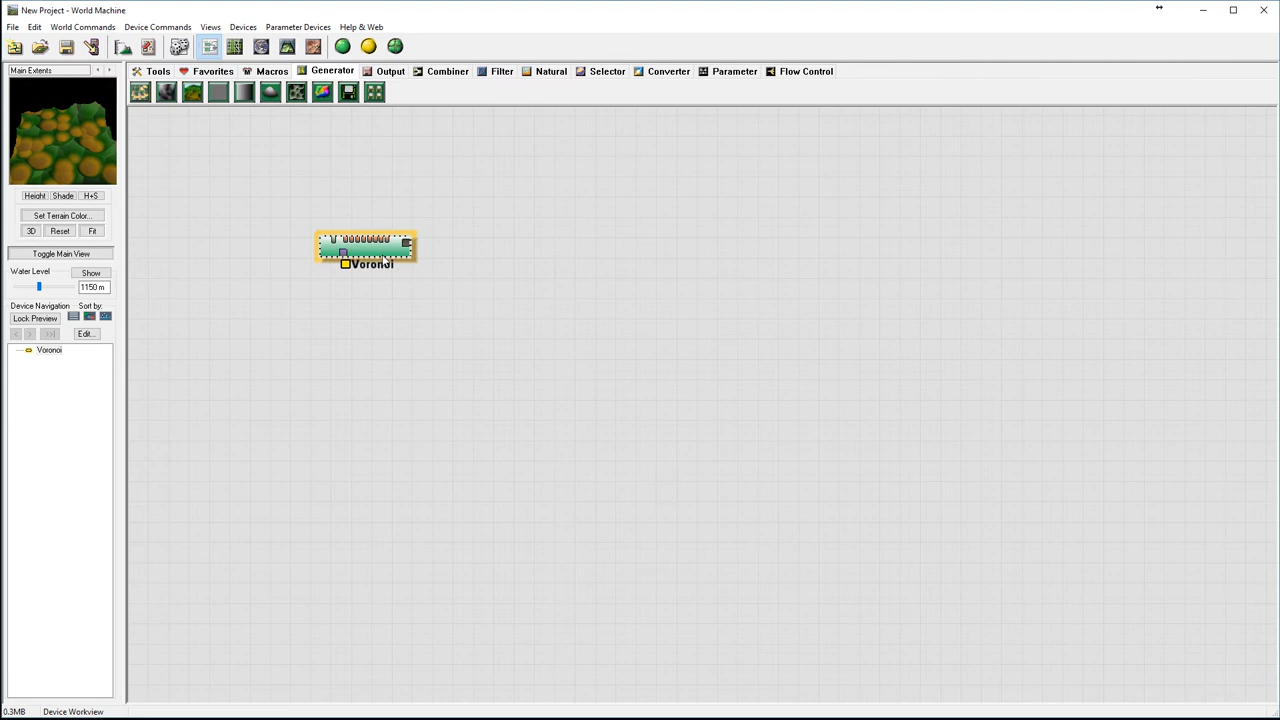 New Project - World Machine
File Edit World Commands Device Commands Views Devices Parameter Devices Help & Web
Main Extents
Tools Favorites Macros Generator Output Combiner Filter Natural Selector Converter Parameter Flow Control
Height Shade H+S
Set Terrain Color...
3D Reset Fit
Toggle Main View
Water Level Show
1150 m
Device Navigation Sort by:
Lock Preview
Edit...
Voronoi
Voronoi
0.3MB Device Workview